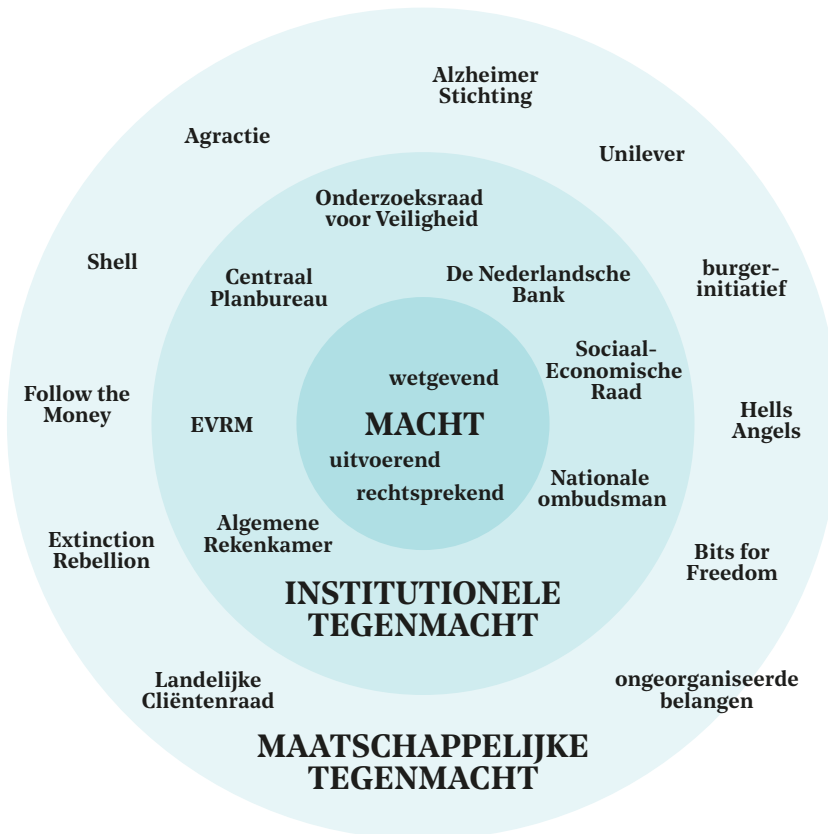 Alzheimer
Stichting
Agractie
Unilever
Onderzoeksraad
voor Veiligheid
Shell
Centraal
Planbureau
De Nederlandsche
Bank
burger-
initiatief
Sociaal-
Economische
Raad
wetgevend
Follow the
Money
EVRM
MACHT
Hells
Angels
uitvoerend
rechtsprekend
Nationale
ombudsman
Extinction
Rebellion
Algemene
Rekenkamer
Bits for
Freedom
INSTITUTIONELE
TEGENMACHT
Landelijke
Cliëntenraad
ongeorganiseerde
belangen
MAATSCHAPPELIJKE
TEGENMACHT